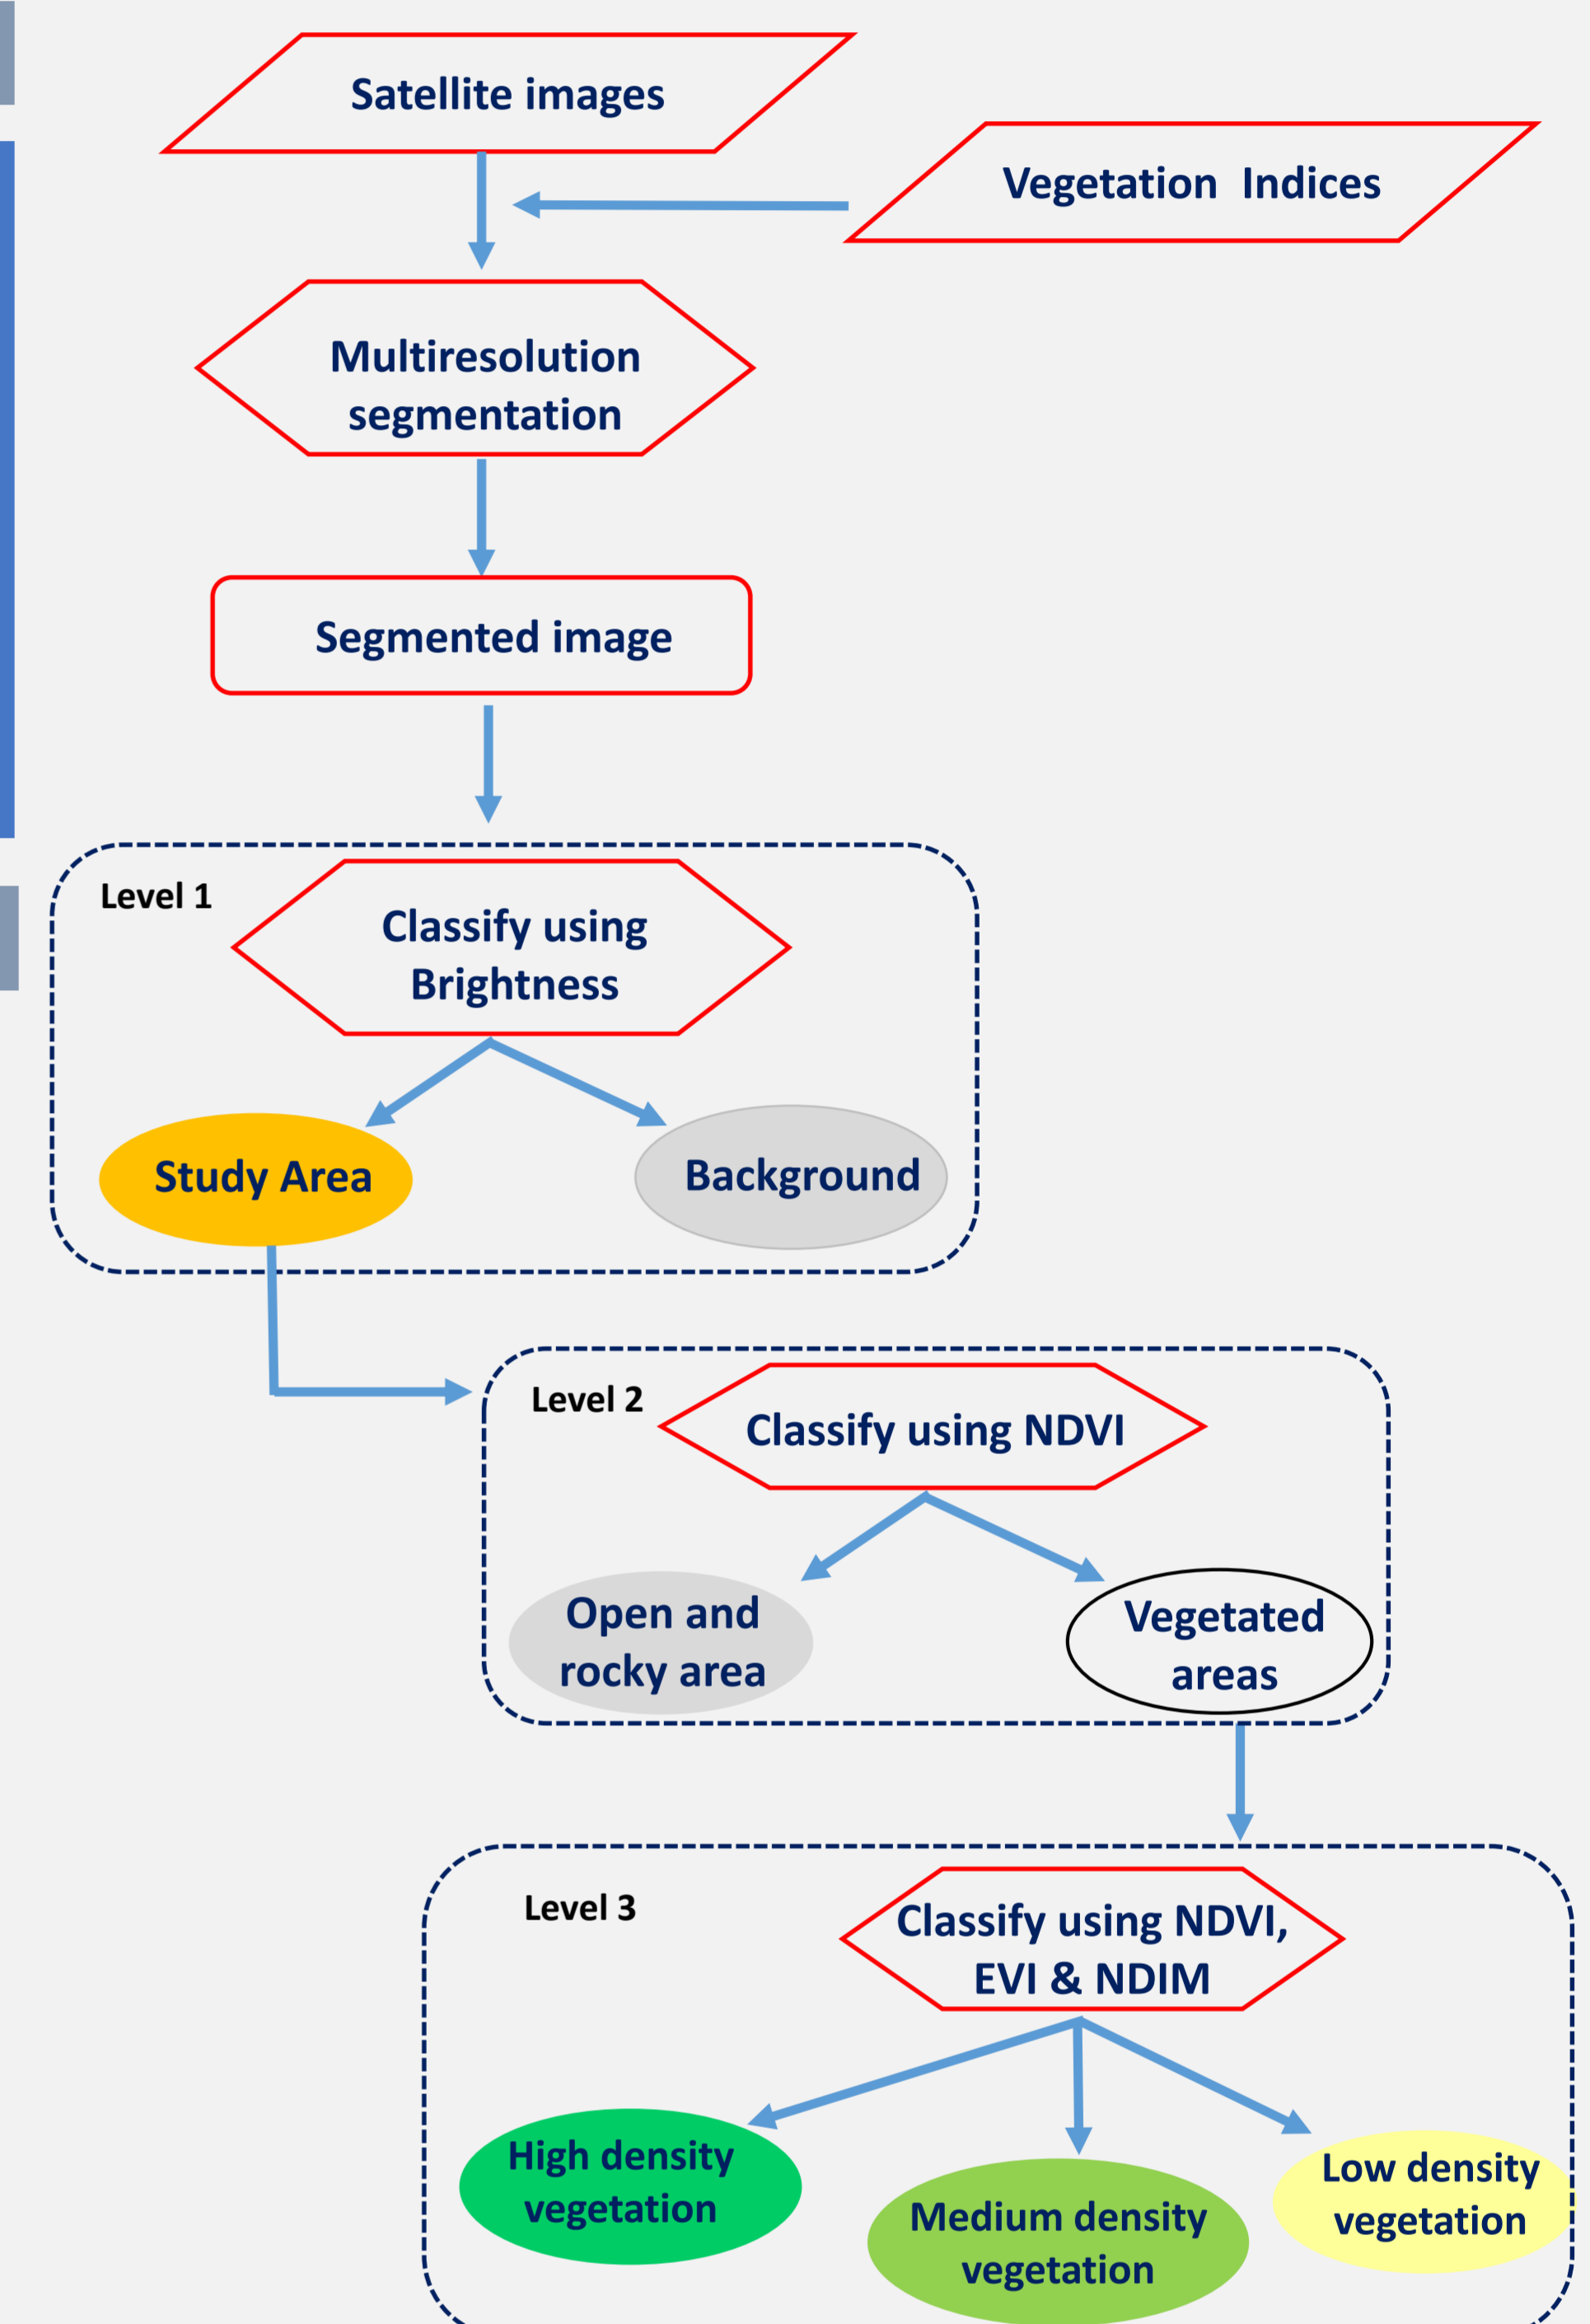 Satellite images
Vegetation Indices
Multiresolution
segmentation
Segmented image
Level 1
Classify using
Brightness
Study Area
Background
Level 2
Classify using NDVI
Open and
rocky area
Vegetated
areas
Level 3
Classify using NDVI,
EVI & NDIM
High density
vegetation
Medium density
vegetation
Low density
vegetation